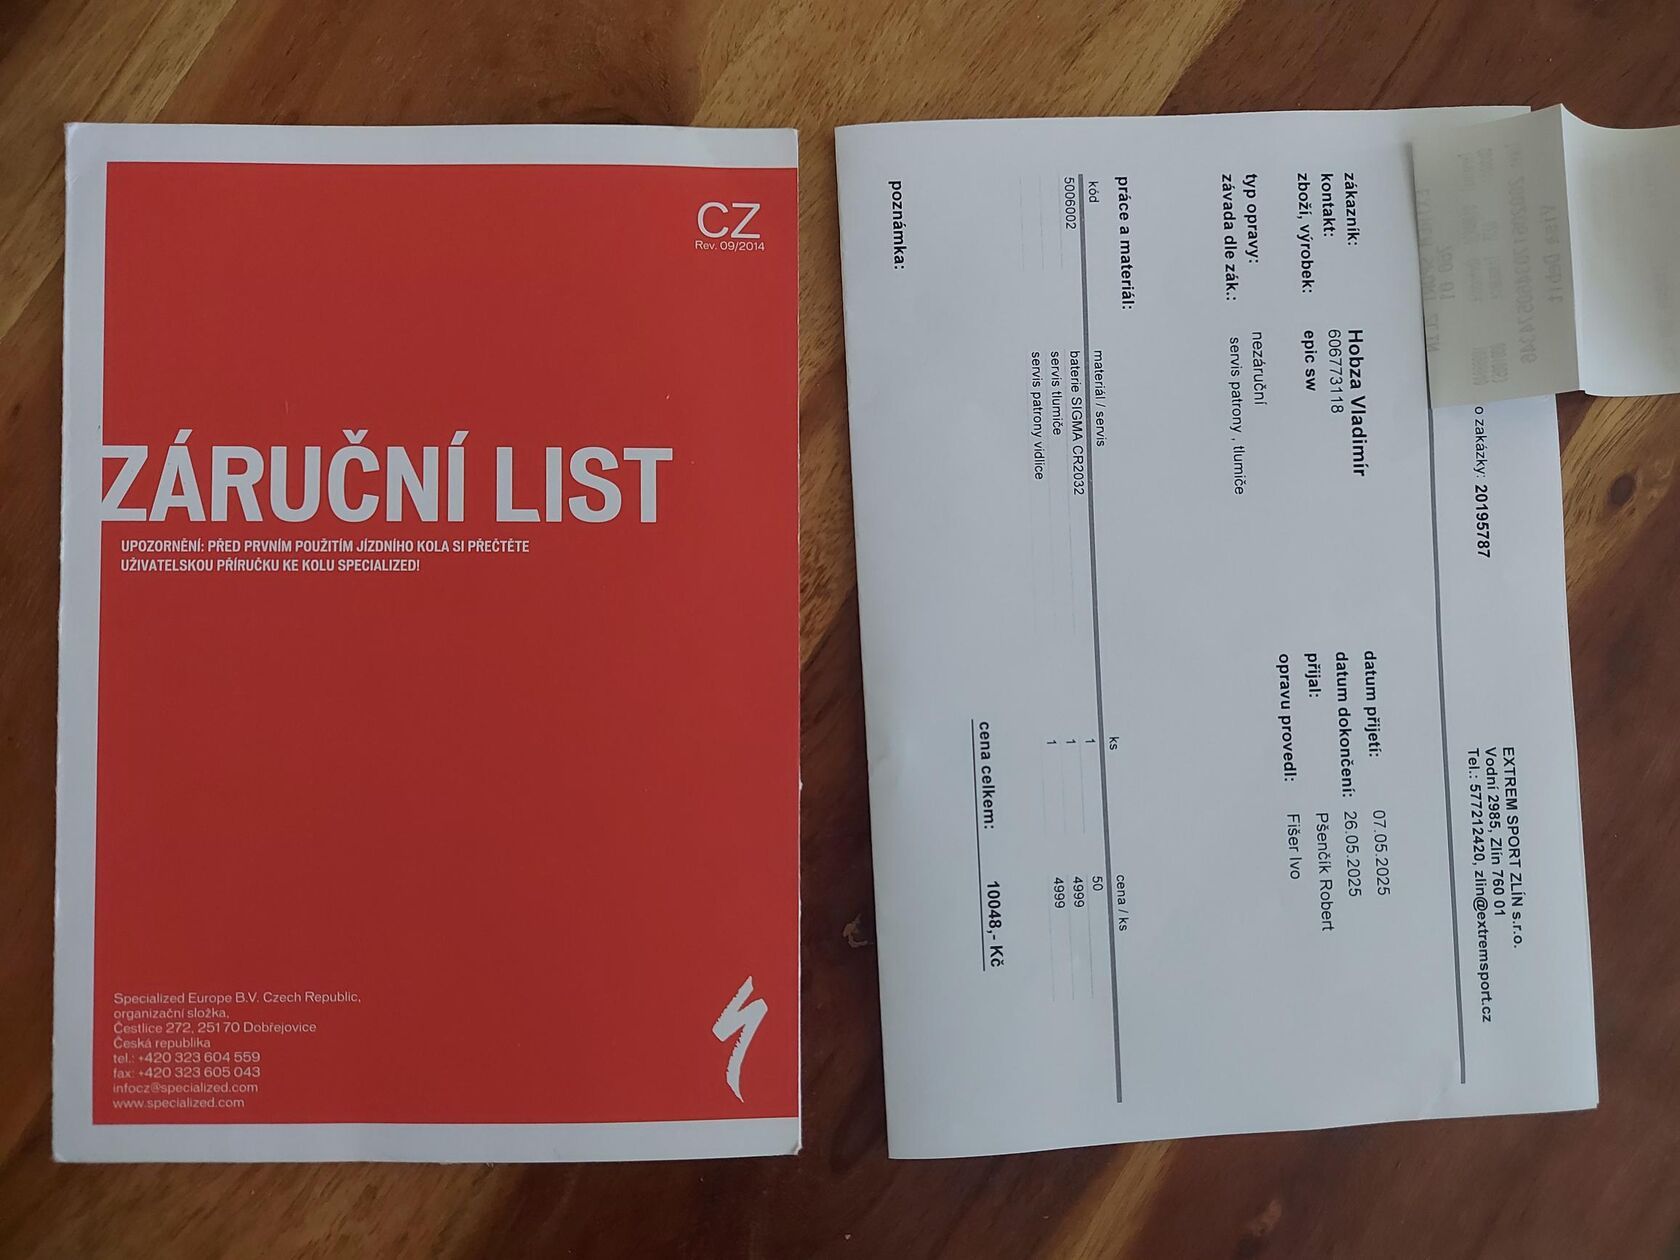 CZ
Rev. 09/2014
ZÁRUČNÍ LIST
UPOZORNĚNÍ: PŘED PRVNÍM POUŽITÍM JÍZDNÍHO KOLA SI PŘEČTĚTE
UŽIVATELSKOU PŘÍRUČKU KE KOLU SPECIALIZED!
Specialized Europe B.V. Czech Republic,
organizační složka,
Čestlice 272, 251 70 Dobřejovice
Česká republika
tel.: +420 323 604 559
fax: +420 323 605 043
infocz@specialized.com
www.specialized.com
EXTREM SPORT ZLÍN s.r.o.
Vodní 2985, Zlín 760 01
Tel.: 577212420, zlin@extremsport.cz
o zakázky: 20195787
zákazník: Hobza Vladimír
kontakt: 606773118
zboží, výrobek: epic sw
datum přijetí: 07.05.2025
datum dokončení: 26.05.2025
přijal: Pšenčík Robert
opravu provedl: Fišer Ivo
typ opravy: nezáruční
závada dle zák.: servis patrony , tlumiče
práce a materiál:
kód materiál / servis ks cena / ks
5006002 baterie SIGMA CR2032 1 50
servis tlumiče 1 4999
servis patrony vidlice 1 4999
cena celkem: 10048,- Kč
poznámka: